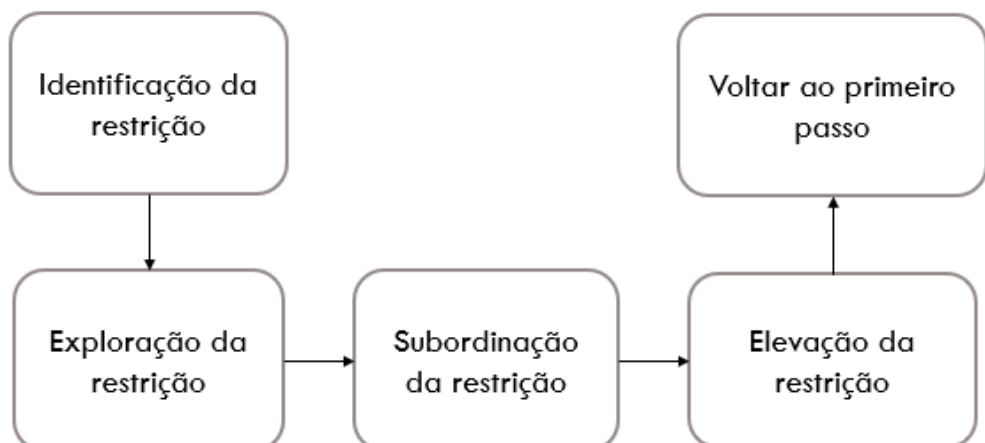 Identificação da
restrição
Exploração da
restrição
Subordinação
da restrição
Elevação da
restrição
Voltar ao primeiro
passo